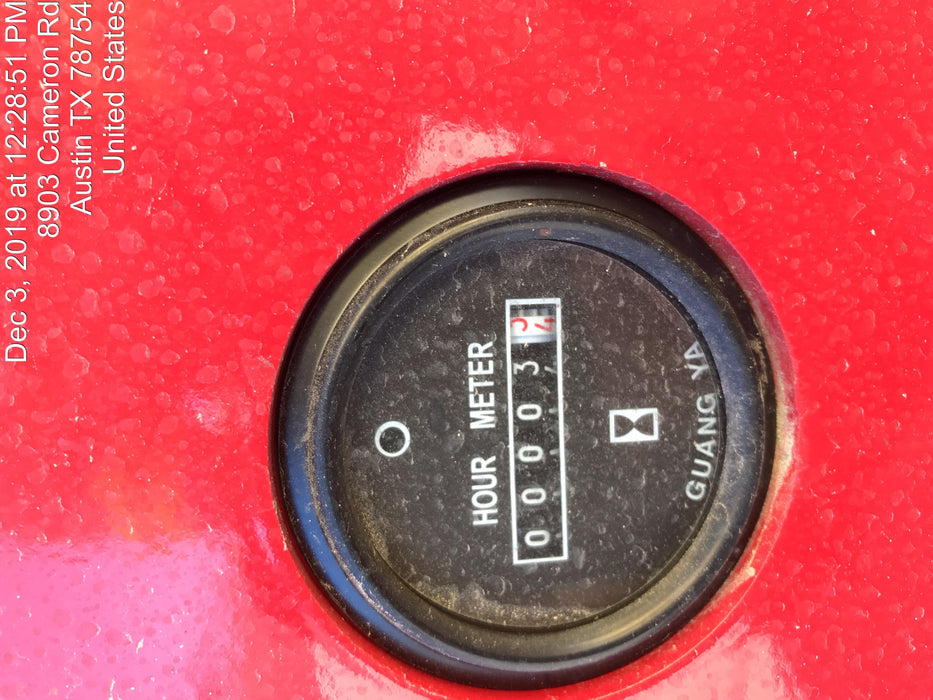 Dec 3, 2019 at 12:28:51 PM
8903 Cameron Rd
Austin TX 78754
United States
HOUR METER
00003
GUANG YA